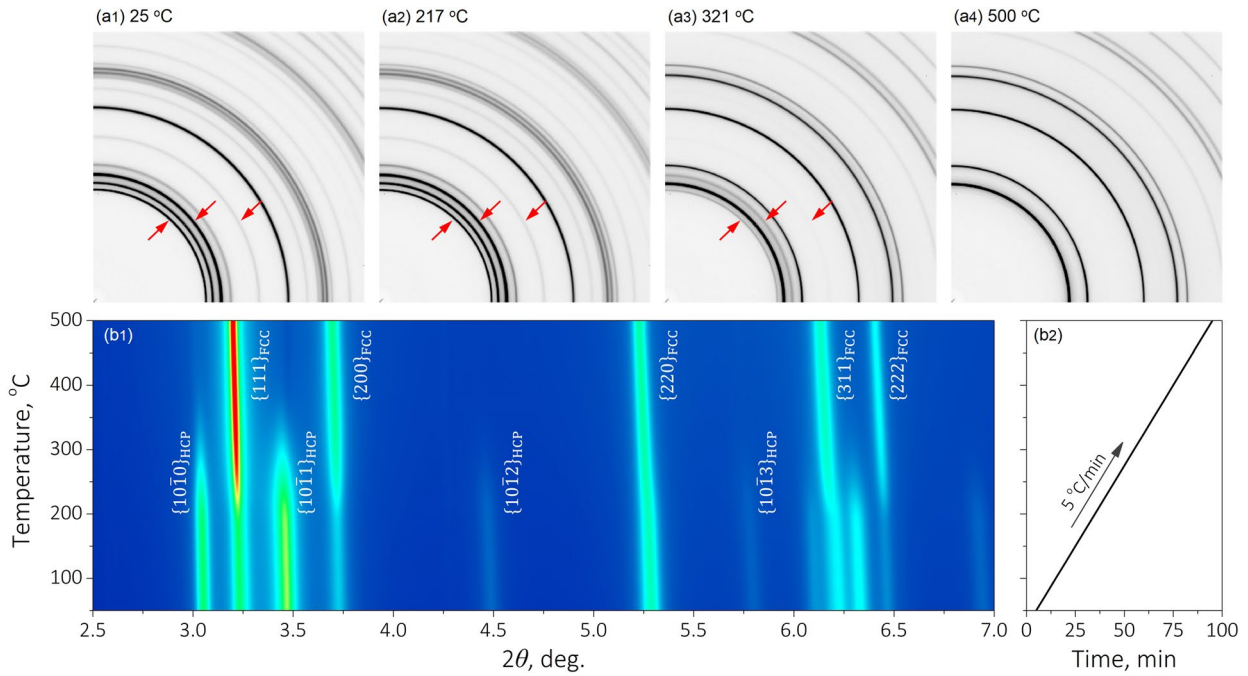 (a1) 25 °C
(a2) 217 °C
(a3) 321 °C
(a4) 500 °C
(b1)
{101̅0}HCP
{111}FCC
{101̅1}HCP
{200}FCC
{101̅2}HCP
{220}FCC
{101̅3}HCP
{311}FCC
{222}FCC
500
400
300
200
100
Temperature, °C
2.5 3.0 3.5 4.0 4.5 5.0 5.5 6.0 6.5 7.0
2θ, deg.
(b2)
5 °C/min
0 25 50 75 100
Time, min